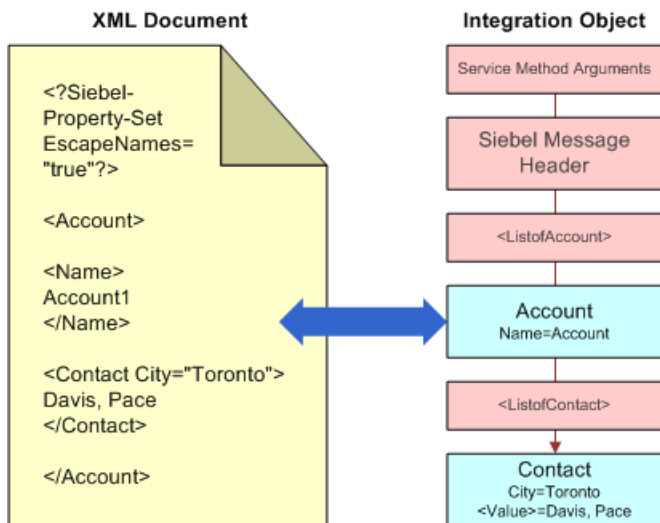 XML Document
<?Siebel-
Property-Set
EscapeNames=
"true"?>
<Account>
<Name>
Account1
</Name>
<Contact City="Toronto">
Davis, Pace
</Contact>
</Account>
Integration Object
Service Method Arguments
Siebel Message
Header
<ListofAccount>
Account
Name=Account
<ListofContact>
Contact
City=Toronto
<Value>=Davis, Pace